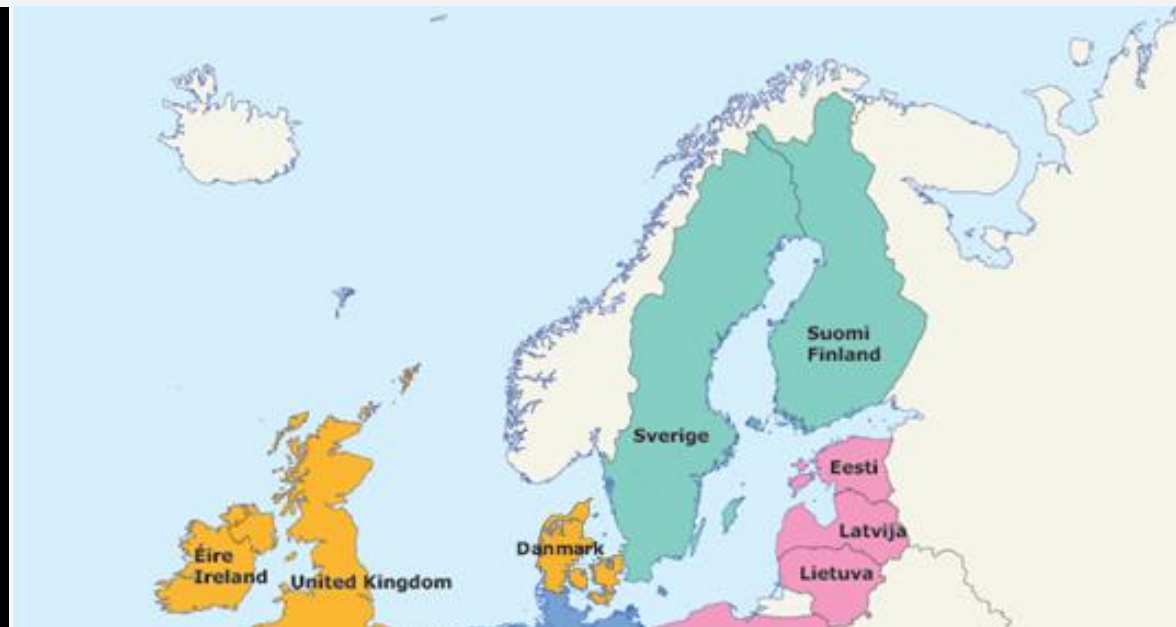 Suomi
Finland
Sverige
Eesti
Latvija
Danmark
Éire
Ireland
United Kingdom
Lietuva